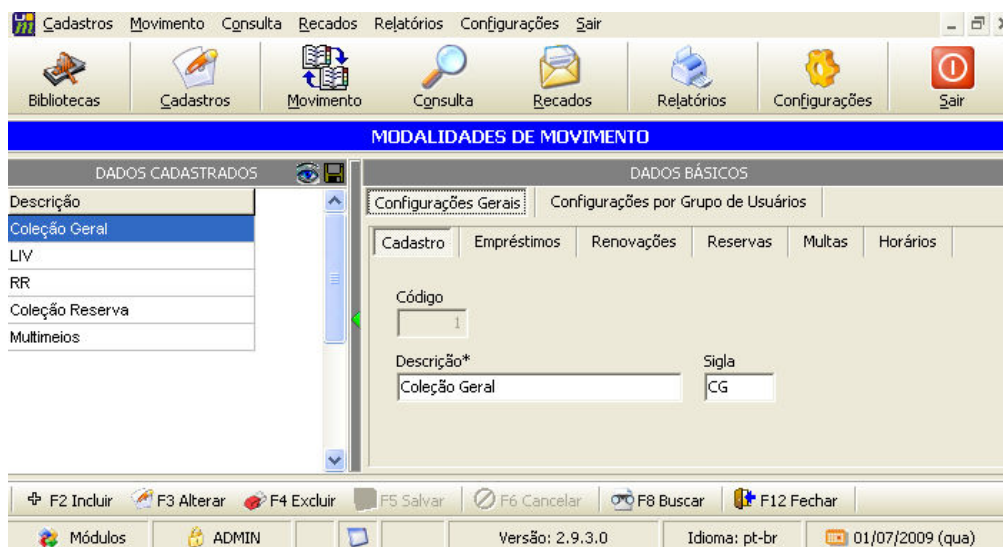 Cadastros Movimento Consulta Recados Relatórios Configurações Sair
Bibliotecas Cadastros Movimento Consulta Recados Relatórios Configurações Sair
MODALIDADES DE MOVIMENTO
DADOS CADASTRADOS DADOS BÁSICOS
Descrição Configurações Gerais Configurações por Grupo de Usuários
Coleção Geral Cadastro Empréstimos Renovações Reservas Multas Horários
LIV
RR
Código
Coleção Reserva 1
Multimeios
Descrição* Sigla
Coleção Geral CG
F2 Incluir F3 Alterar F4 Excluir F5 Salvar F6 Cancelar F8 Buscar F12 Fechar
Módulos ADMIN Versão: 2.9.3.0 Idioma: pt-br 01/07/2009 (qua)